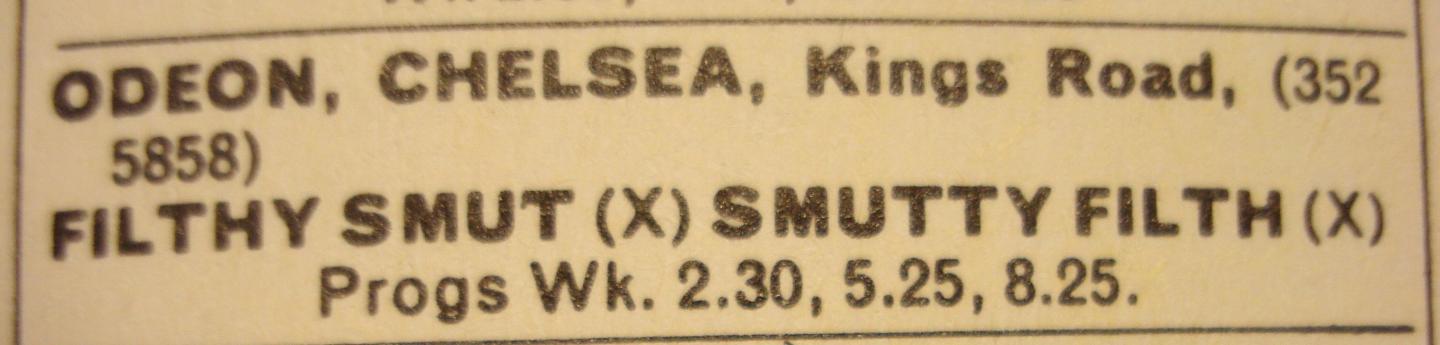 ODEON, CHELSEA, Kings Road, (352
5858)
FILTHY SMUT (X) SMUTTY FILTH (X)
Progs Wk. 2.30, 5.25, 8.25.